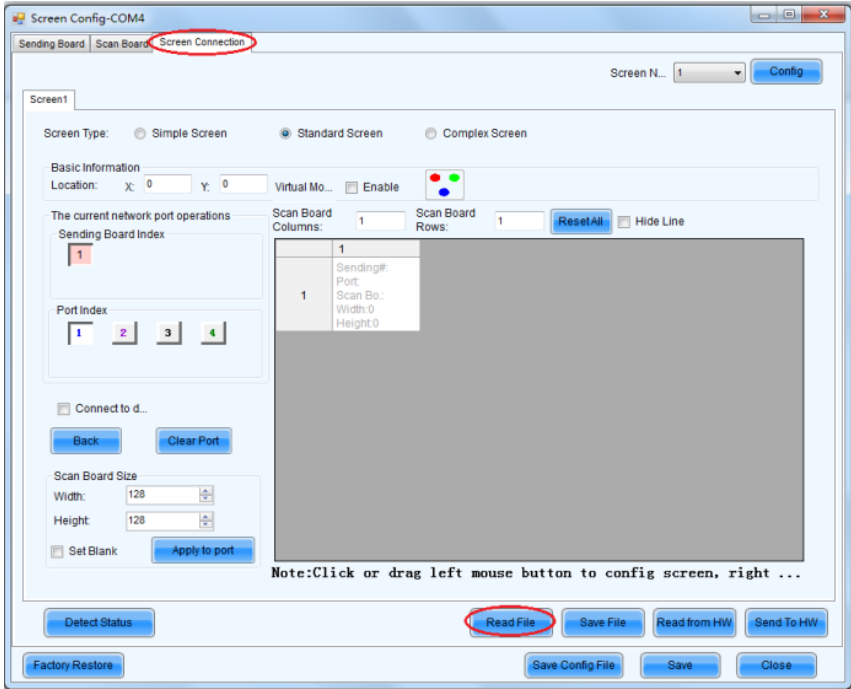 Screen Config-COM4
Sending Board Scan Board Screen Connection
Screen N... 1 Config
Screen1
Screen Type: Simple Screen Standard Screen Complex Screen
Basic Information
Location: X: 0 Y: 0 Virtual Mo... Enable
The current network port operations
Sending Board Index
1
Port Index
1 2 3 4
Connect to d...
Back Clear Port
Scan Board Size
Width: 128
Height: 128
Set Blank Apply to port
Scan Board Columns: 1 Scan Board Rows: 1 Reset All Hide Line
1
1
Sending#:
Port:
Scan Bo.:
Width:0
Height:0
Note:Click or drag left mouse button to config screen, right ...
Detect Status Read File Save File Read from HW Send To HW
Factory Restore Save Config File Save Close